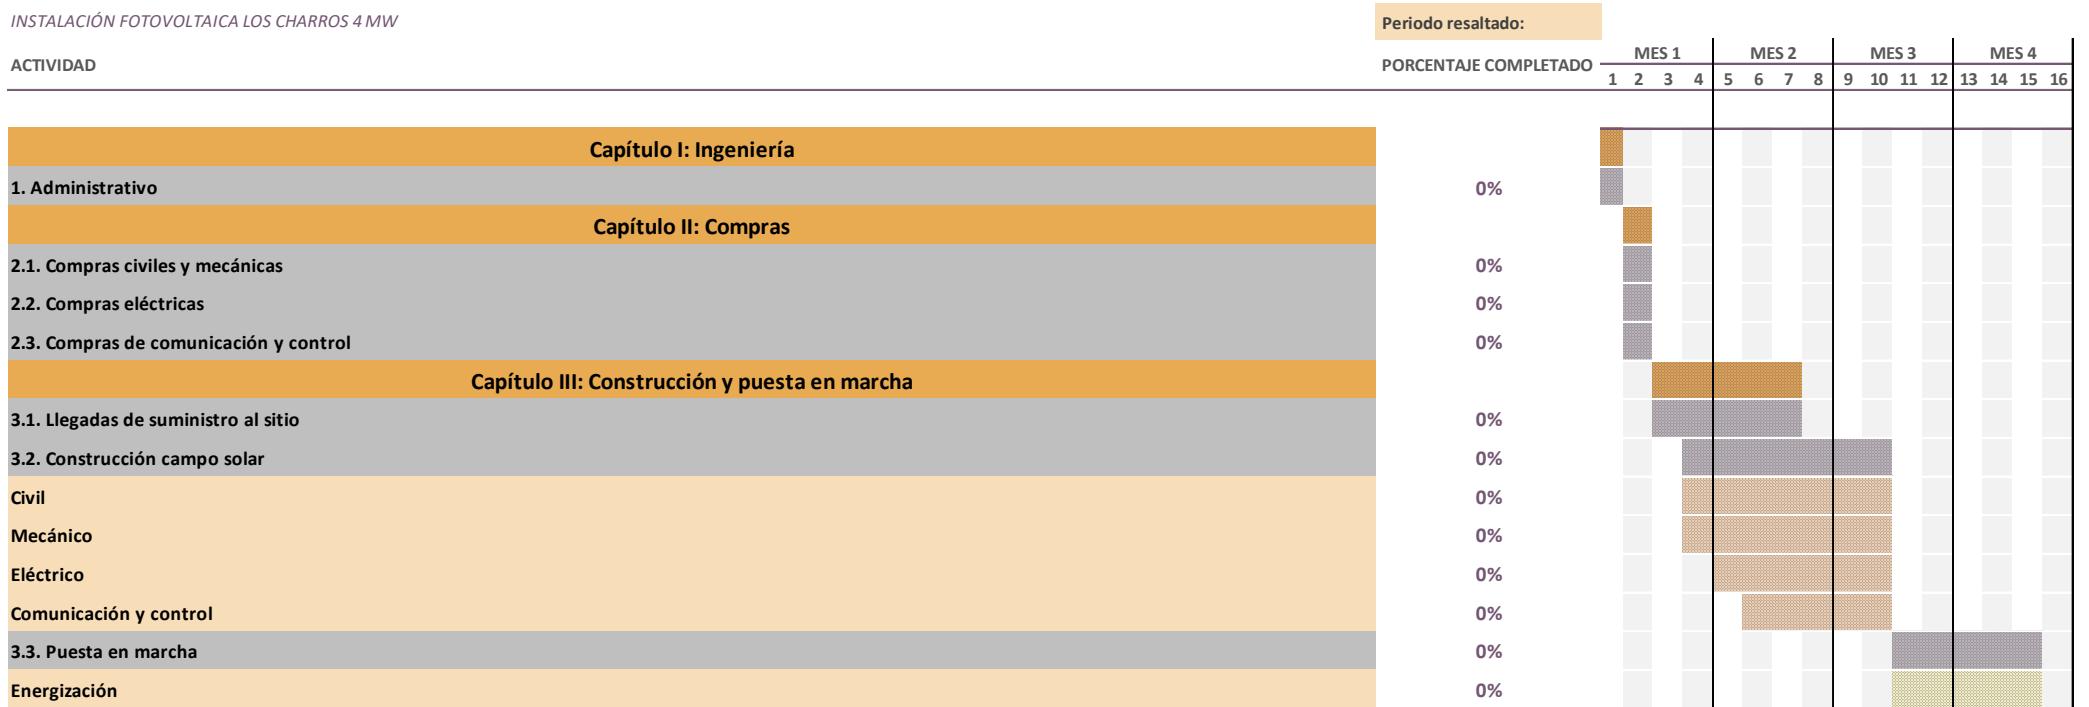 INSTALACIÓN FOTOVOLTAICA LOS CHARROS 4 MW
Periodo resaltado:
ACTIVIDAD
PORCENTAJE COMPLETADO
MES 1 MES 2 MES 3 MES 4
1 2 3 4 5 6 7 8 9 10 11 12 13 14 15 16
Capítulo I: Ingeniería
1. Administrativo 0%
Capítulo II: Compras
2.1. Compras civiles y mecánicas 0%
2.2. Compras eléctricas 0%
2.3. Compras de comunicación y control 0%
Capítulo III: Construcción y puesta en marcha
3.1. Llegadas de suministro al sitio 0%
3.2. Construcción campo solar 0%
Civil 0%
Mecánico 0%
Eléctrico 0%
Comunicación y control 0%
3.3. Puesta en marcha 0%
Energización 0%